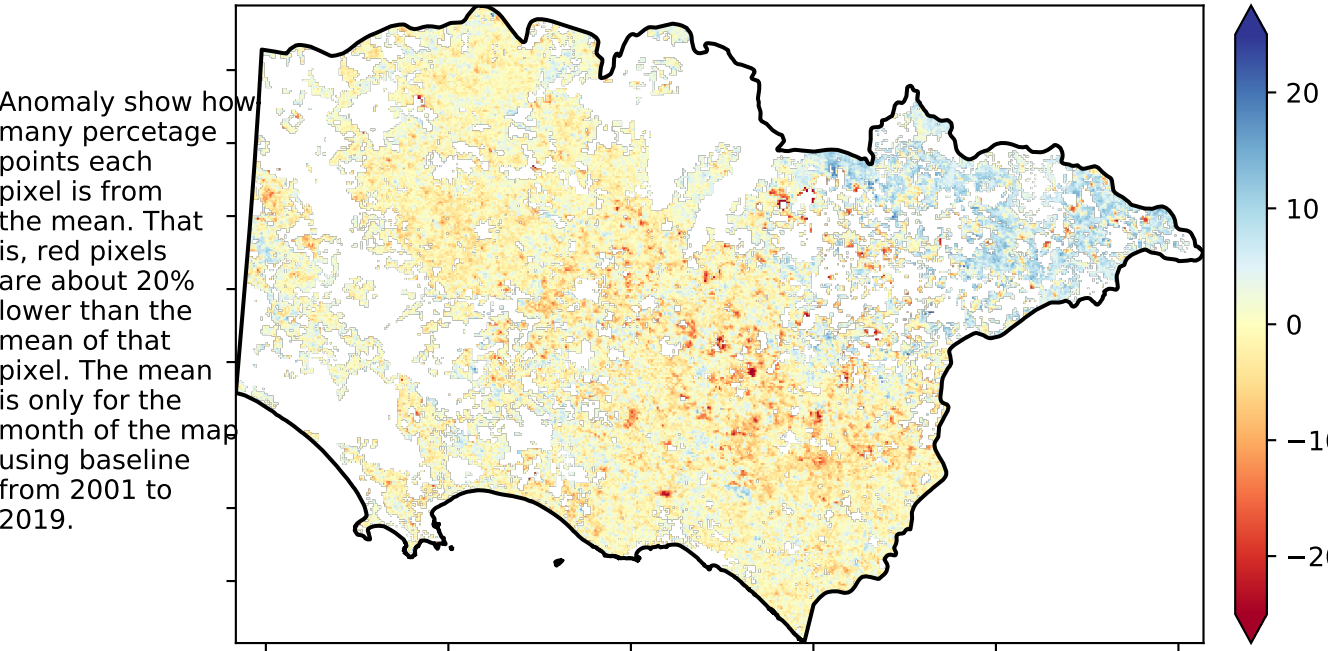 Anomaly show how
many percetage
points each
pixel is from
the mean. That
is, red pixels
are about 20%
lower than the
mean of that
pixel. The mean
is only for the
month of the map
using baseline
from 2001 to
2019.
20
10
0
−10
−20